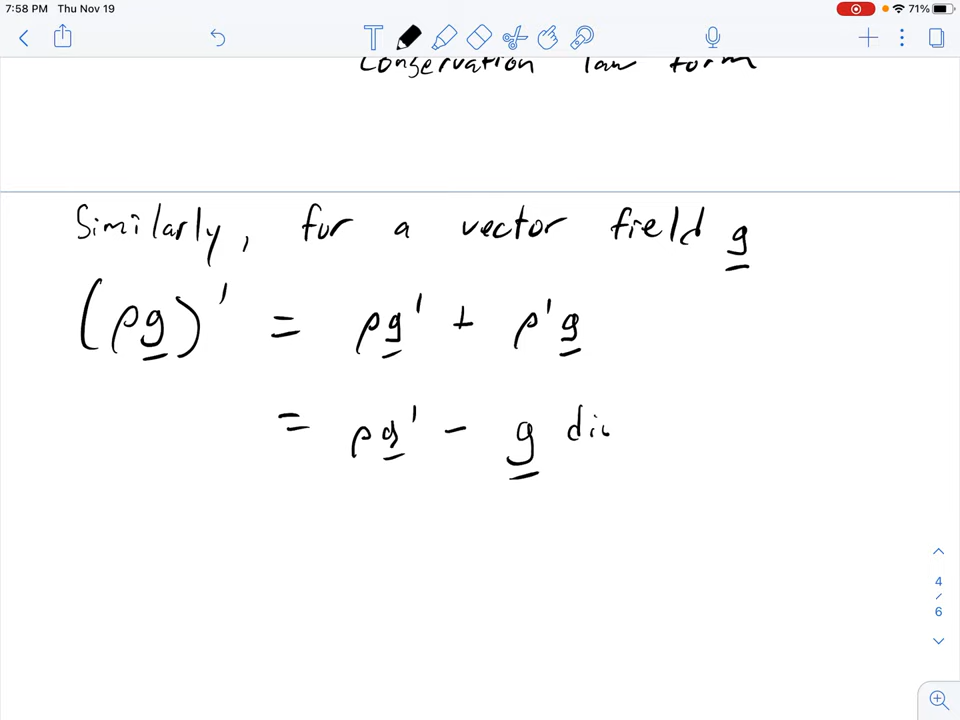 7:58 PM Thu Nov 19
71%
T
Conservation law form
Similarly, for a vector field g
(ρg)' = ρg' + ρ'g
= ρg' - g di
4
/
6